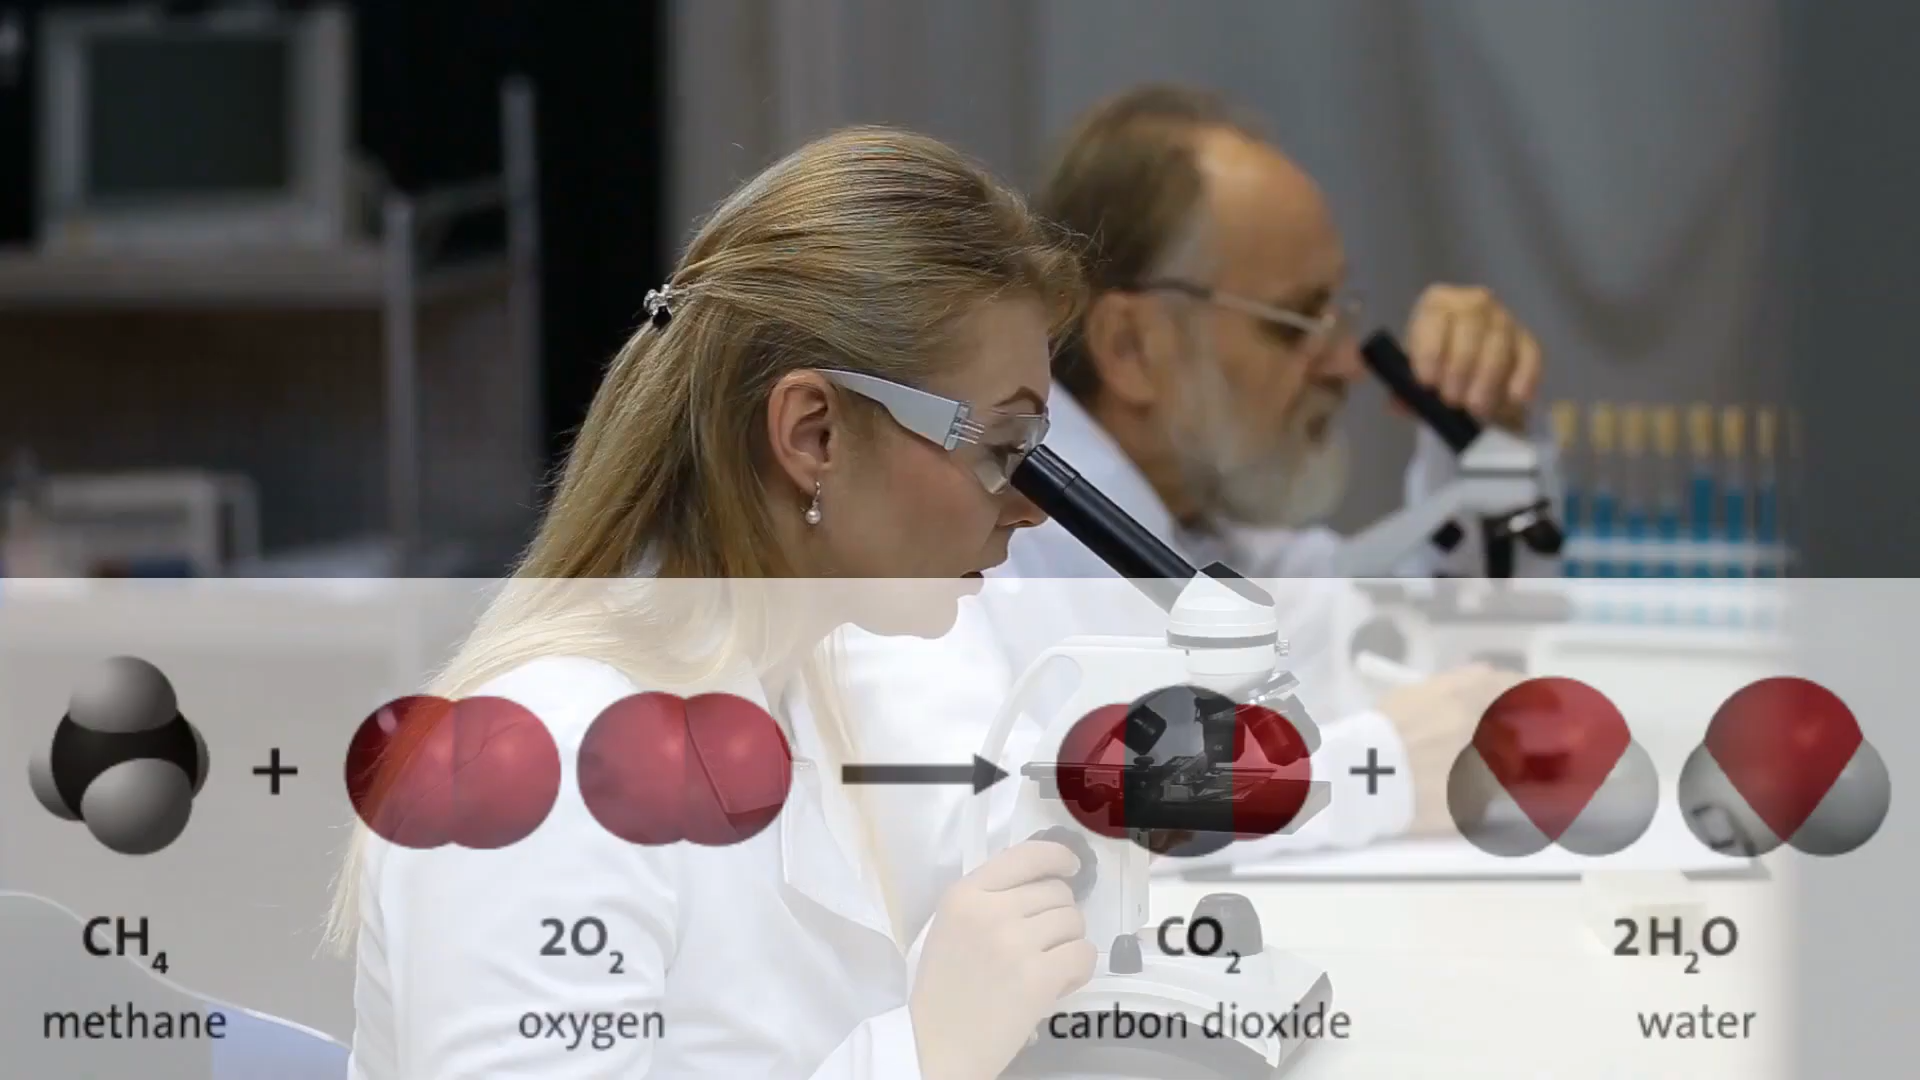 + → +
CH₄ 2O₂ CO₂ 2H₂O
methane oxygen carbon dioxide water